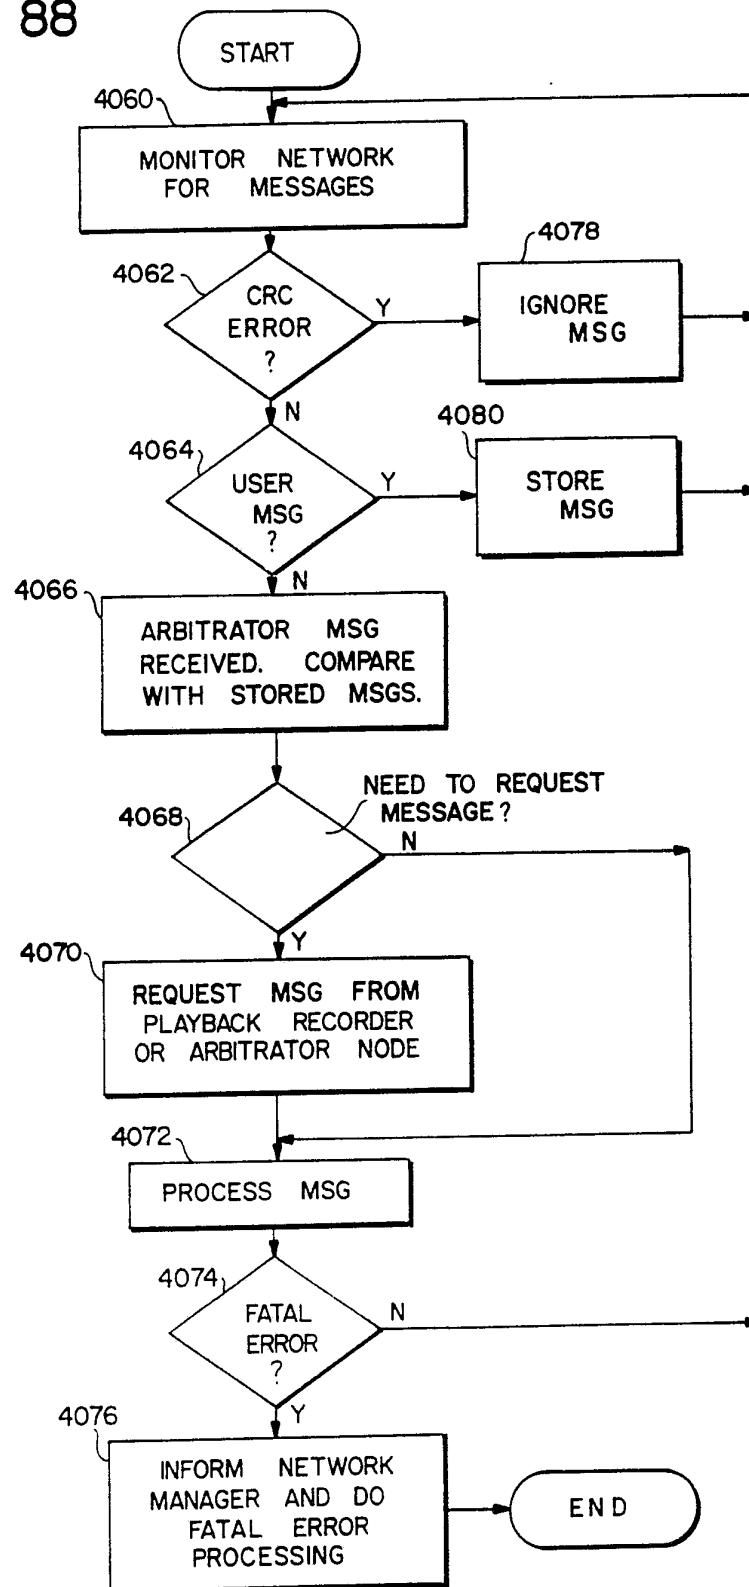 88
START
4060
MONITOR NETWORK
FOR MESSAGES
4062
CRC
ERROR
?
Y
4078
IGNORE
MSG
N
4064
USER
MSG
?
Y
4080
STORE
MSG
N
4066
ARBITRATOR MSG
RECEIVED. COMPARE
WITH STORED MSGS.
NEED TO REQUEST
MESSAGE?
4068
N
Y
4070
REQUEST MSG FROM
PLAYBACK RECORDER
OR ARBITRATOR NODE
4072
PROCESS MSG
4074
FATAL
ERROR
?
N
Y
4076
INFORM NETWORK
MANAGER AND DO
FATAL ERROR
PROCESSING
END